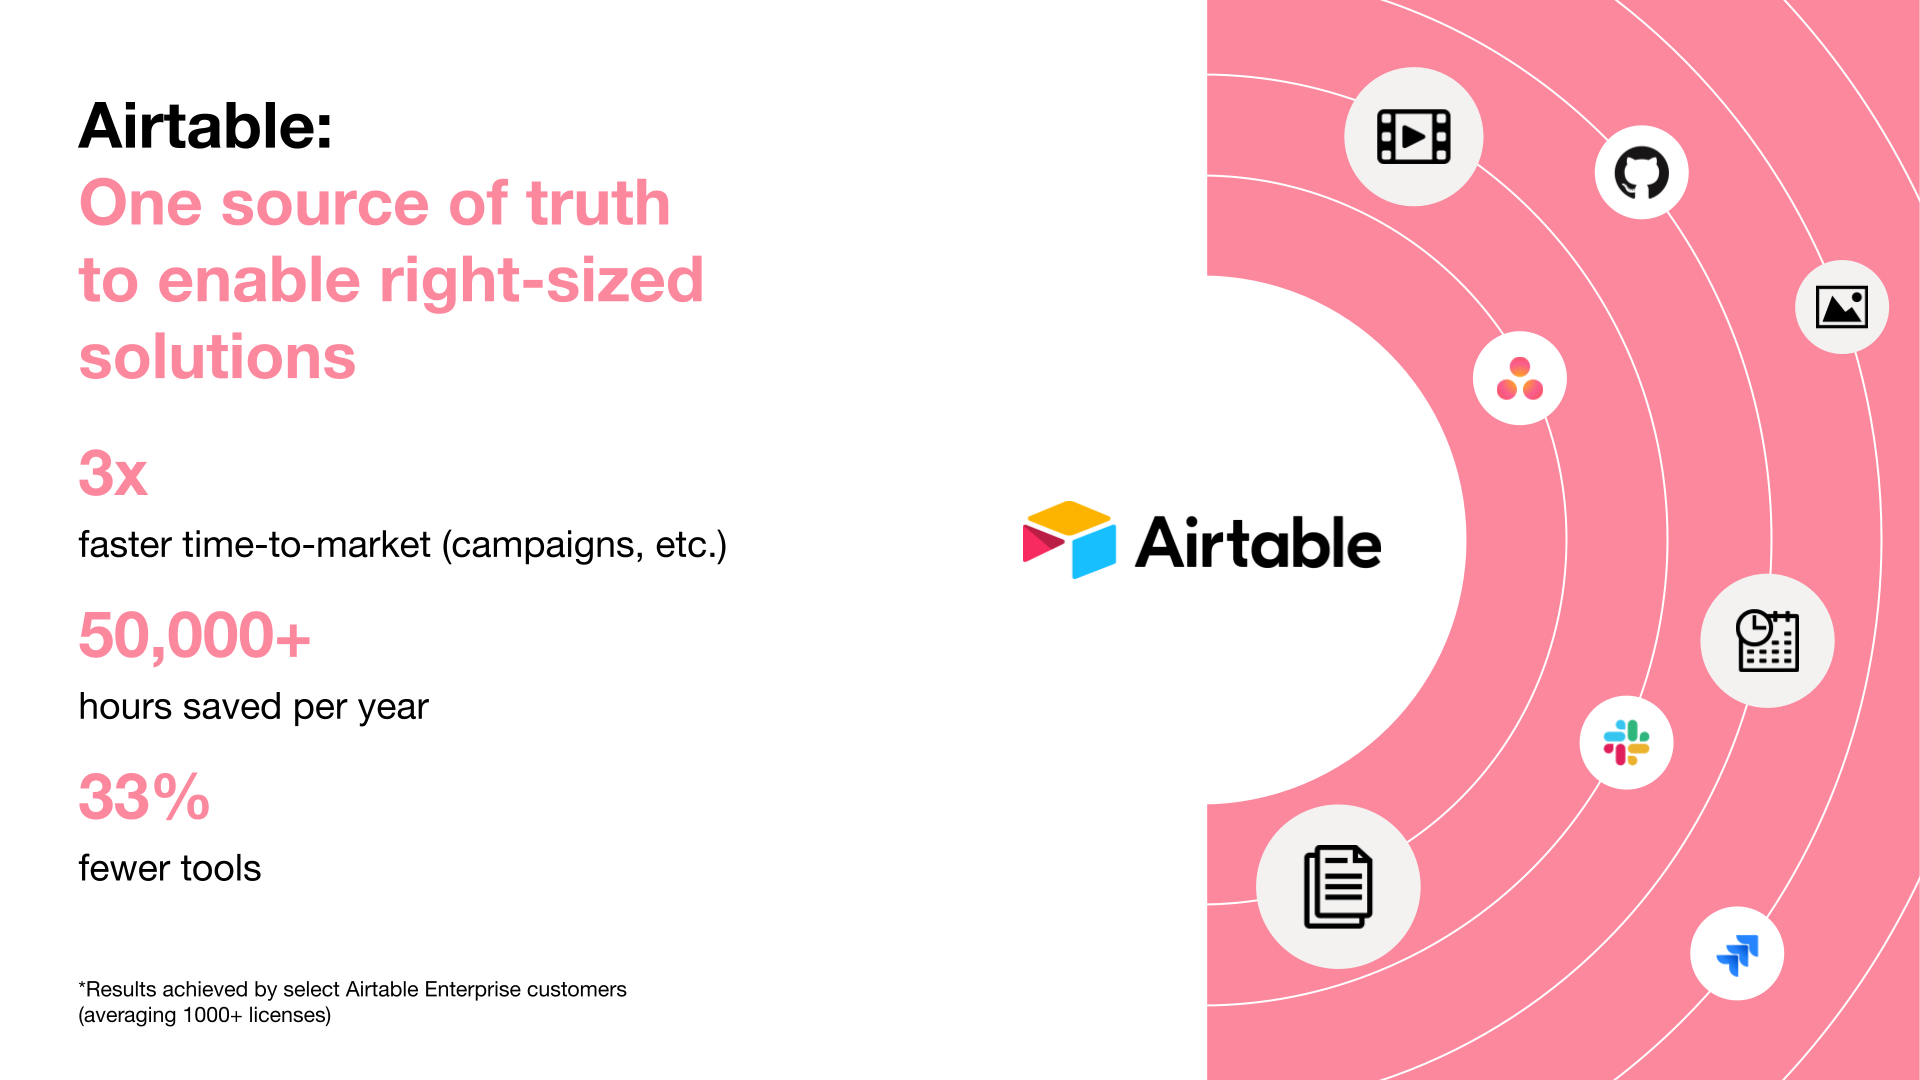 Airtable:
One source of truth
to enable right-sized
solutions
3x
faster time-to-market (campaigns, etc.)
50,000+
hours saved per year
33%
fewer tools
*Results achieved by select Airtable Enterprise customers
(averaging 1000+ licenses)
Airtable